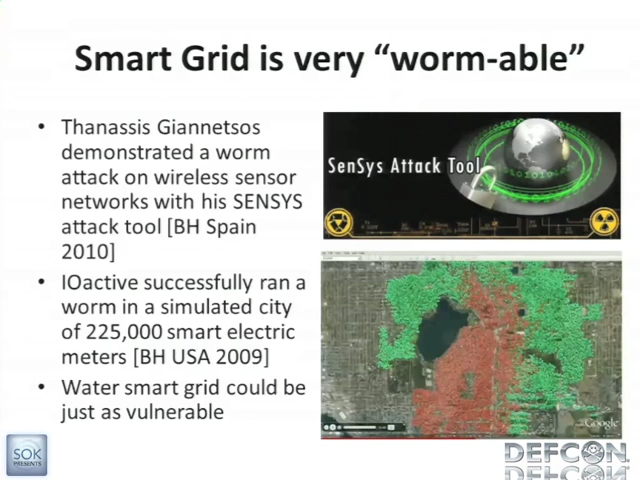 Smart Grid is very “worm-able”
• Thanassis Giannetsos
demonstrated a worm
attack on wireless sensor
networks with his SENSYS
attack tool [BH Spain
2010]
• IOactive successfully ran a
worm in a simulated city
of 225,000 smart electric
meters [BH USA 2009]
• Water smart grid could be
just as vulnerable
SenSys Attack Tool
Google
SOK
PRESENTS
DEFCON